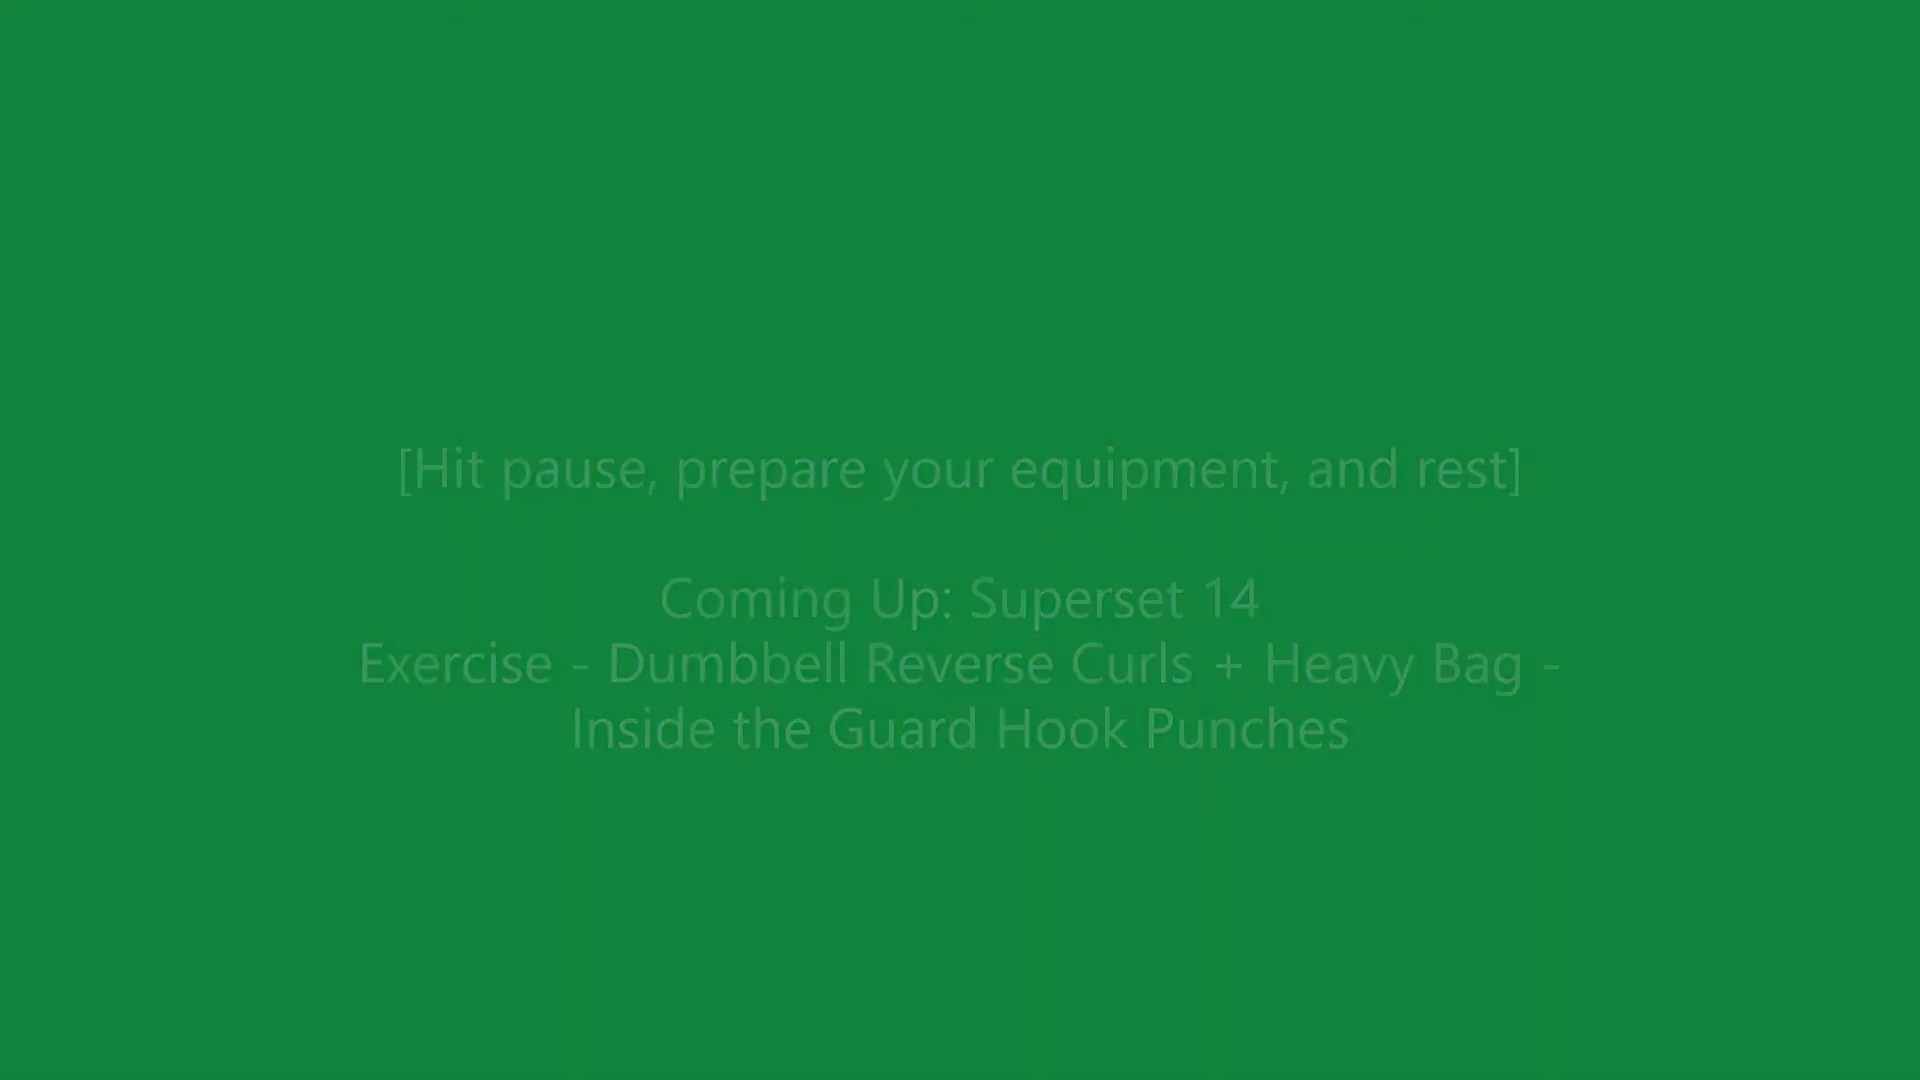 [Hit pause, prepare your equipment, and rest]
Coming Up: Superset 14
Exercise - Dumbbell Reverse Curls + Heavy Bag -
Inside the Guard Hook Punches